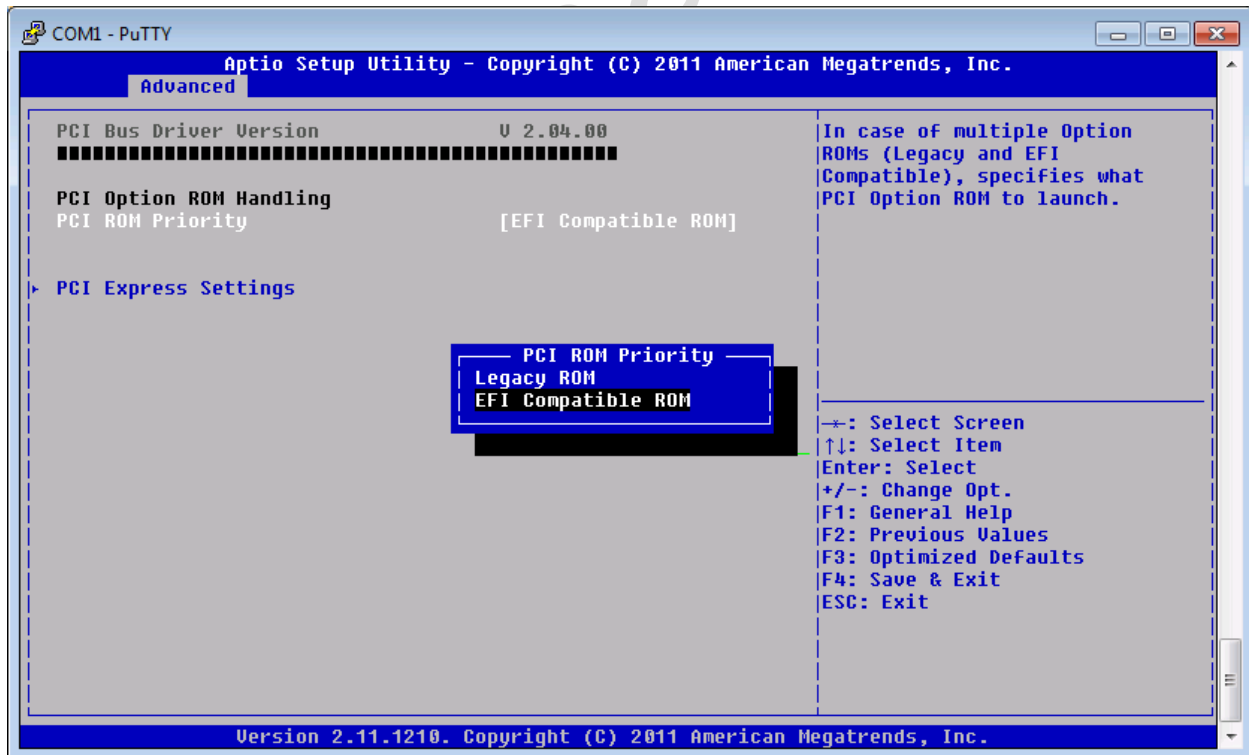 COM1 - PuTTY
Aptio Setup Utility - Copyright (C) 2011 American Megatrends, Inc.
Advanced
PCI Bus Driver Version V 2.04.00
PCI Option ROM Handling
PCI ROM Priority [EFI Compatible ROM]
PCI Express Settings
In case of multiple Option
ROMs (Legacy and EFI
Compatible), specifies what
PCI Option ROM to launch.
PCI ROM Priority
Legacy ROM
EFI Compatible ROM
→←: Select Screen
↑↓: Select Item
Enter: Select
+/-: Change Opt.
F1: General Help
F2: Previous Values
F3: Optimized Defaults
F4: Save & Exit
ESC: Exit
Version 2.11.1210. Copyright (C) 2011 American Megatrends, Inc.